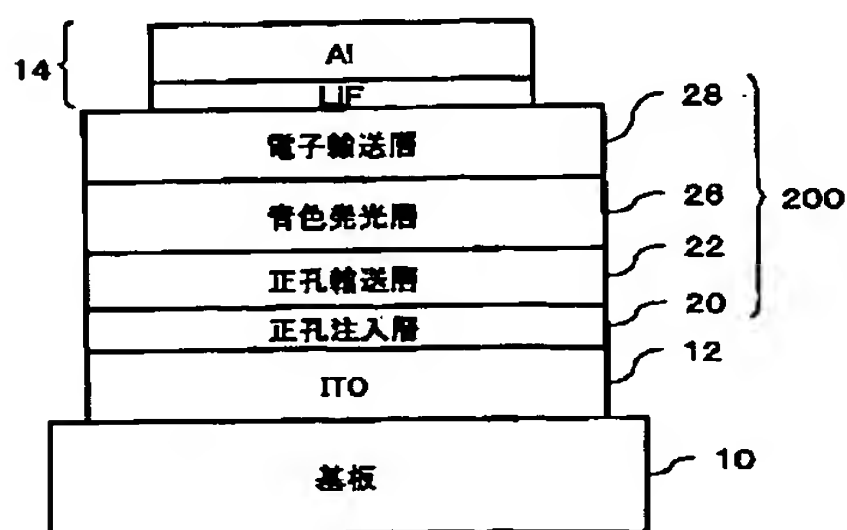 14
Al
LiF
28
電子輸送層
26
200
青色発光層
22
正孔輸送層
20
正孔注入層
12
ITO
10
基板